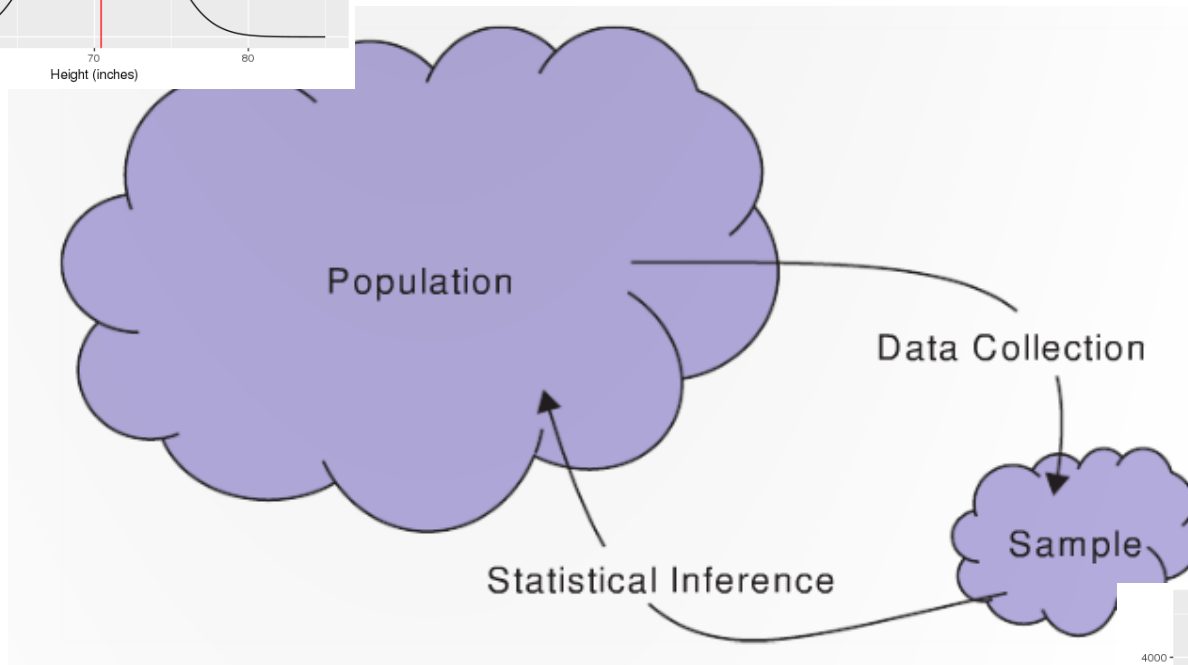 70 80
Height (inches)
Population
Data Collection
Sample
Statistical Inference
4000